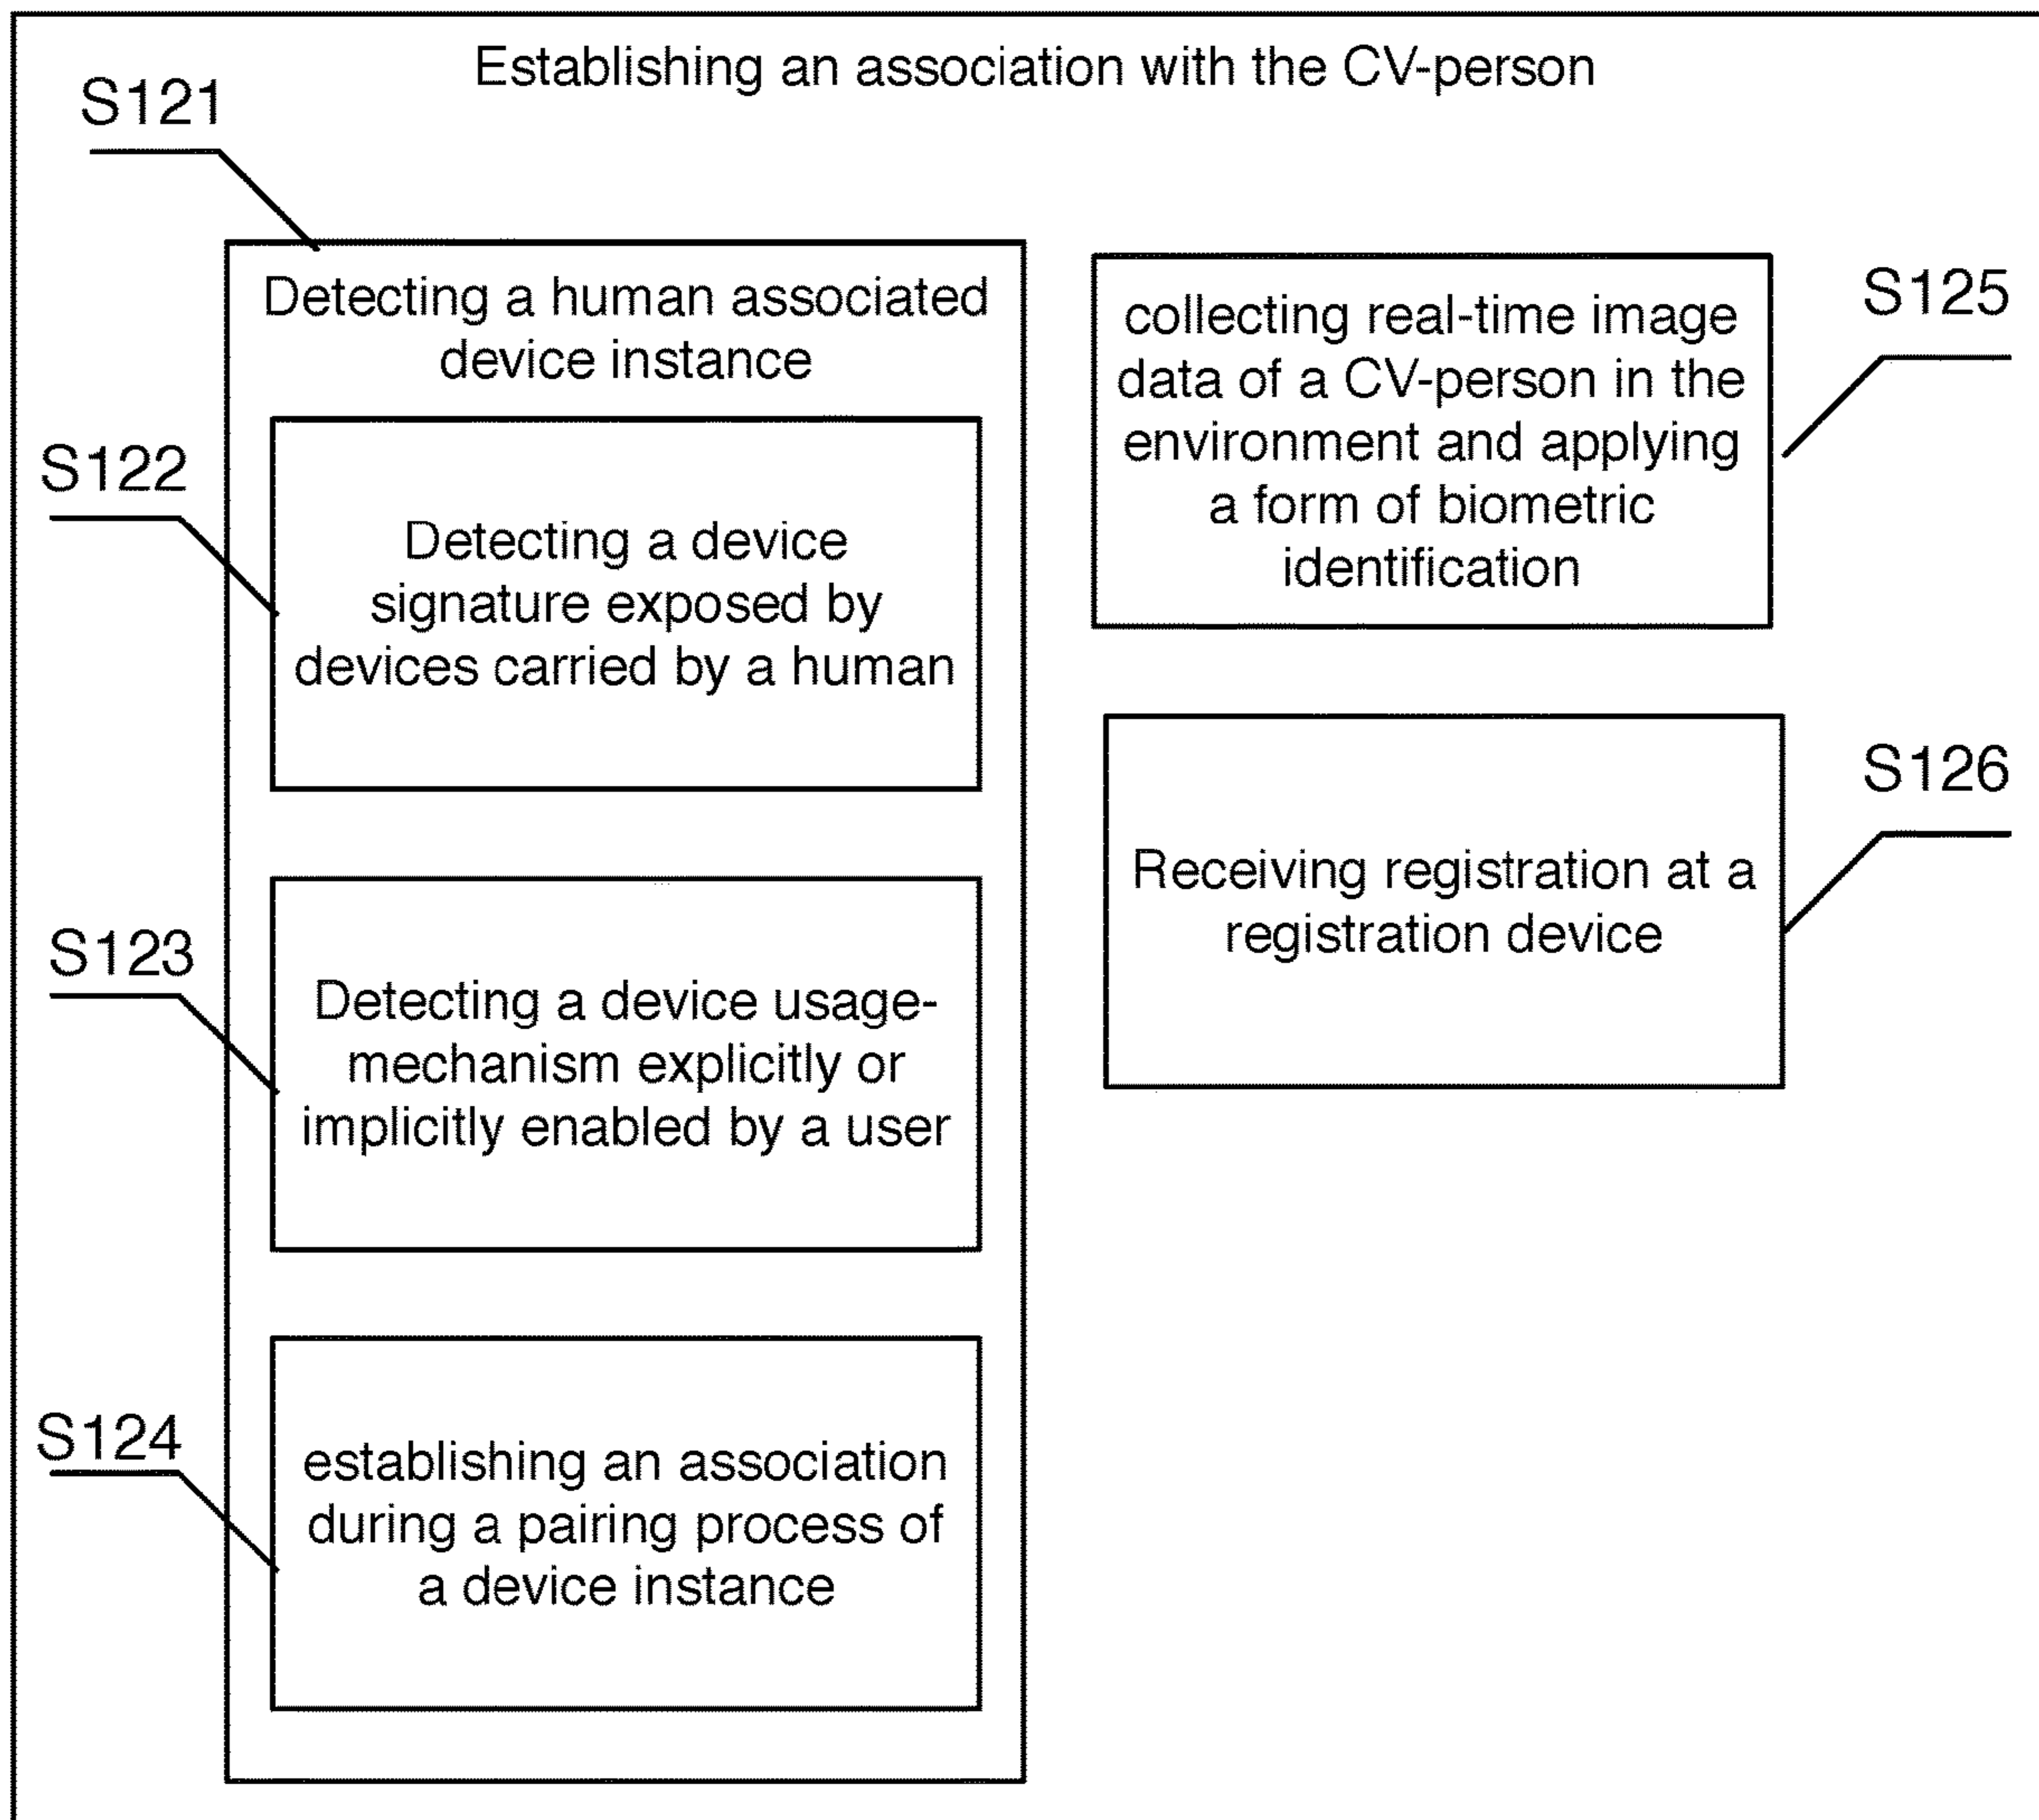 Establishing an association with the CV-person
S121
Detecting a human associated
device instance
S122
Detecting a device
signature exposed by
devices carried by a human
S123
Detecting a device usage-
mechanism explicitly or
implicitly enabled by a user
S124
establishing an association
during a pairing process of
a device instance
S125
collecting real-time image
data of a CV-person in the
environment and applying
a form of biometric
identification
S126
Receiving registration at a
registration device